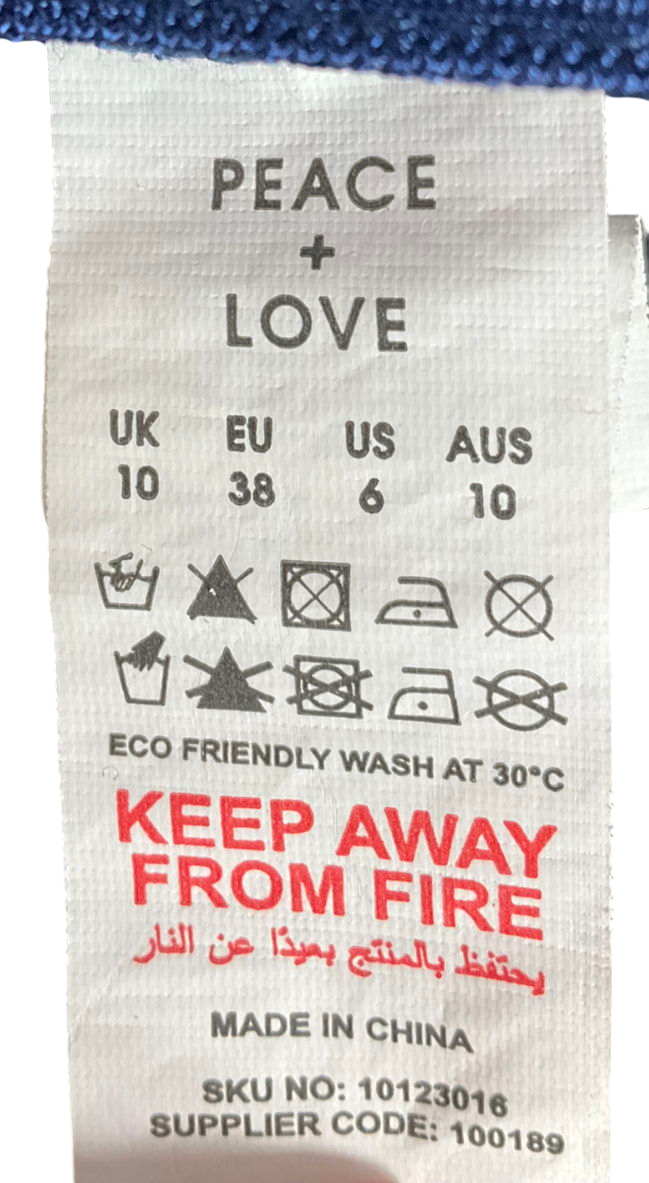 PEACE
+
LOVE
UK EU US AUS
10 38 6 10
ECO FRIENDLY WASH AT 30°C
KEEP AWAY
FROM FIRE
يحتفظ بالمنتج بعيدًا عن النار
MADE IN CHINA
SKU NO: 10123016
SUPPLIER CODE: 100189